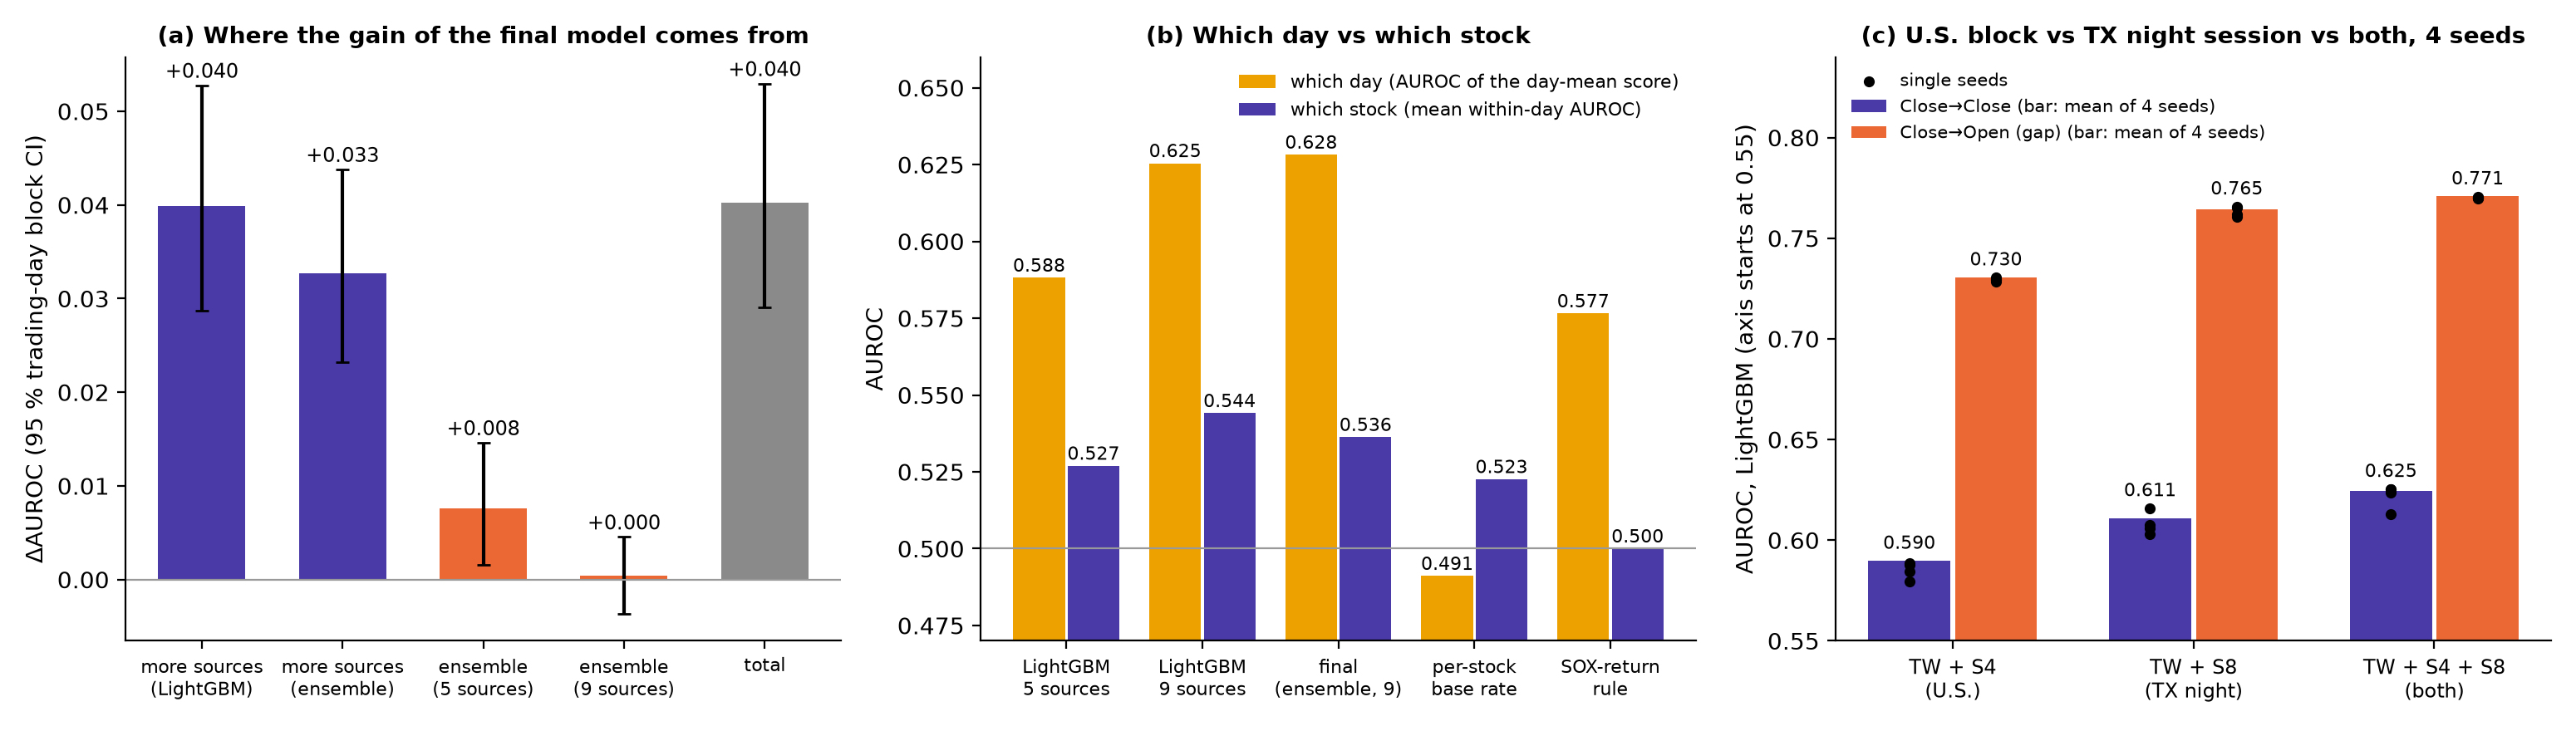 (a) Where the gain of the final model comes from
ΔAUROC (95 % trading-day block CI)
0.05
0.04
0.03
0.02
0.01
0.00
+0.040
+0.033
+0.008
+0.000
+0.040
more sources
(LightGBM)
more sources
(ensemble)
ensemble
(5 sources)
ensemble
(9 sources)
total
(b) Which day vs which stock
AUROC
0.650
0.625
0.600
0.575
0.550
0.525
0.500
0.475
which day (AUROC of the day-mean score)
which stock (mean within-day AUROC)
0.588
0.527
0.625
0.544
0.628
0.536
0.491
0.523
0.577
0.500
LightGBM
5 sources
LightGBM
9 sources
final
(ensemble, 9)
per-stock
base rate
SOX-return
rule
(c) U.S. block vs TX night session vs both, 4 seeds
AUROC, LightGBM (axis starts at 0.55)
0.80
0.75
0.70
0.65
0.60
0.55
single seeds
Close→Close (bar: mean of 4 seeds)
Close→Open (gap) (bar: mean of 4 seeds)
0.590
0.730
0.611
0.765
0.625
0.771
TW + S4
(U.S.)
TW + S8
(TX night)
TW + S4 + S8
(both)